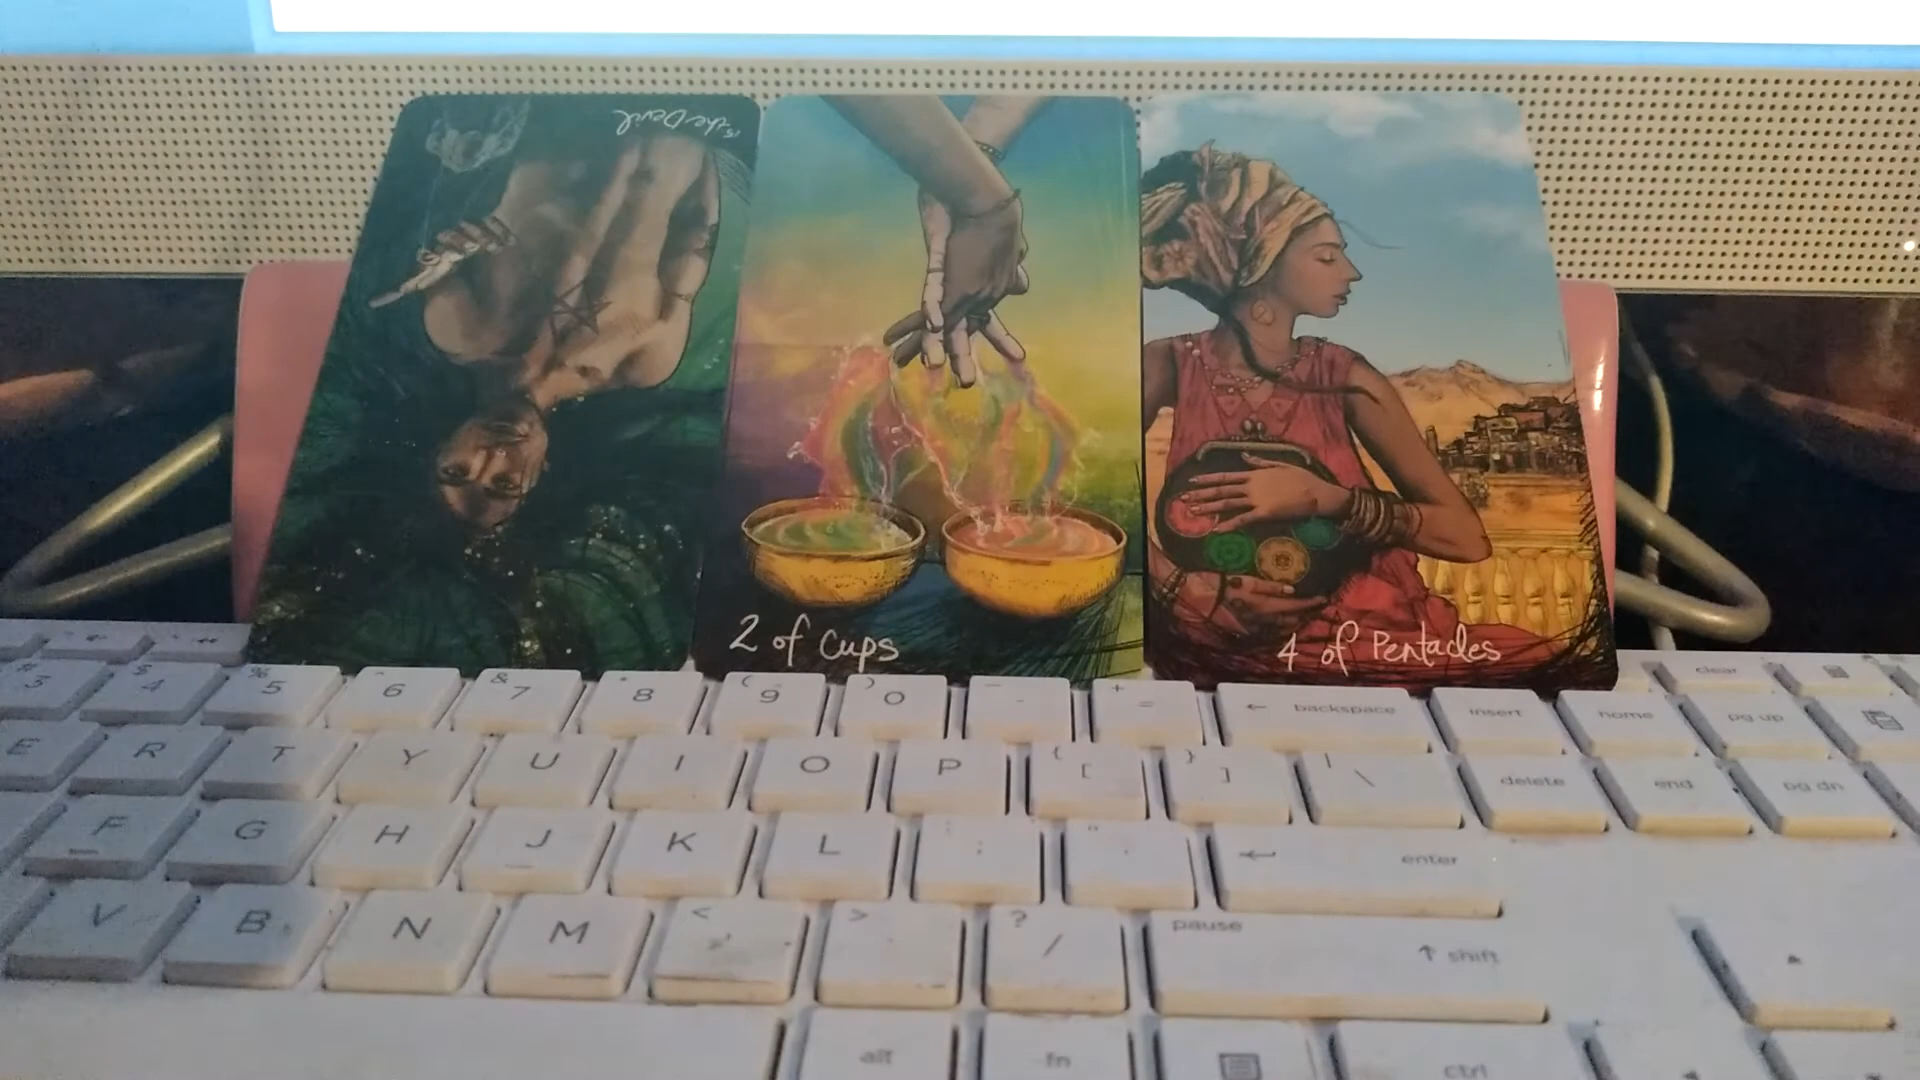 15 the Devil
2 of Cups
4 of Pentacles
# 3
$ 4
% 5
^ 6
& 7
* 8
( 9
) 0
- -
+ =
← backspace
insert
home
pg up
clear
E
R
T
Y
U
I
O
P
{ [
} ]
| \
delete
end
pg dn
F
G
H
J
K
L
: ;
" '
enter
V
B
N
M
< ,
> .
? /
pause
↑ shift
alt
fn
ctrl